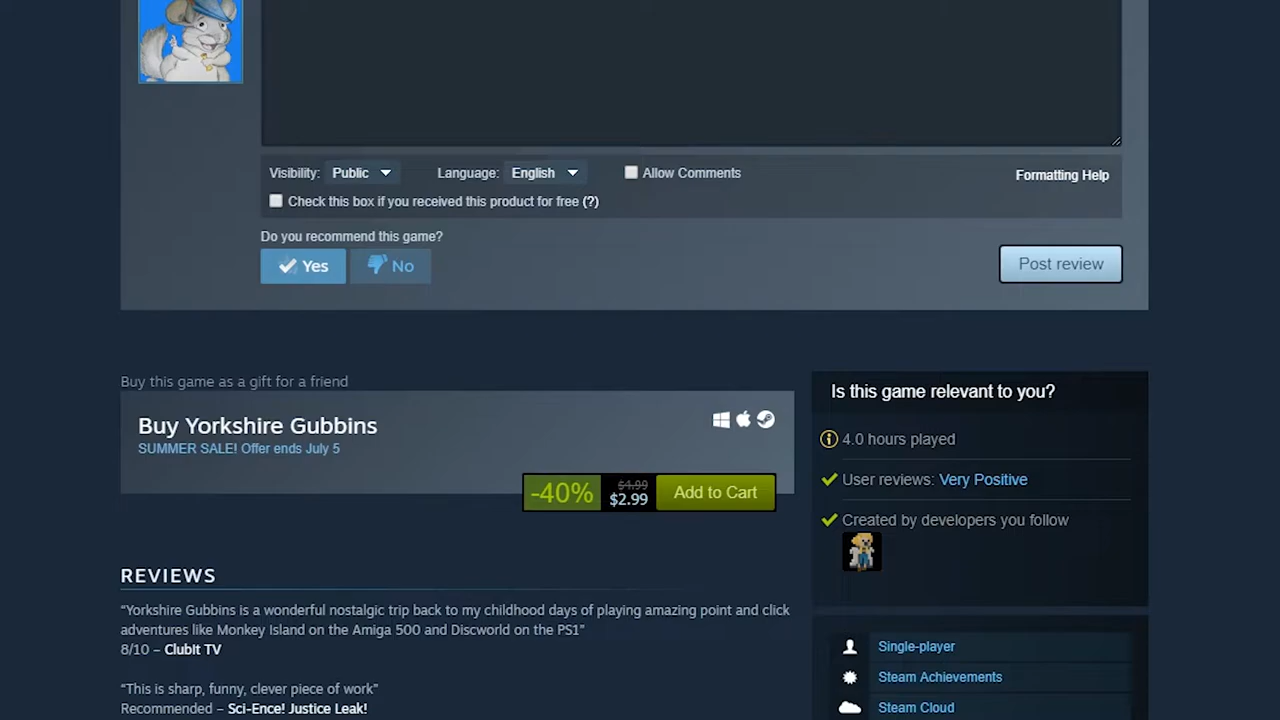 Visibility: Public Language: English Allow Comments Formatting Help
Check this box if you received this product for free (?)
Do you recommend this game?
Yes No
Post review
Buy this game as a gift for a friend
Buy Yorkshire Gubbins
SUMMER SALE! Offer ends July 5
-40% $4.99 $2.99 Add to Cart
REVIEWS
“Yorkshire Gubbins is a wonderful nostalgic trip back to my childhood days of playing amazing point and click
adventures like Monkey Island on the Amiga 500 and Discworld on the PS1”
8/10 – ClubIt TV
“This is sharp, funny, clever piece of work”
Recommended – Sci-Ence! Justice Leak!
Is this game relevant to you?
4.0 hours played
User reviews: Very Positive
Created by developers you follow
Single-player
Steam Achievements
Steam Cloud